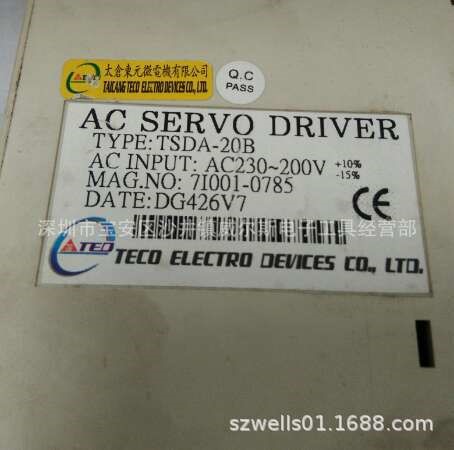 太倉東元微電機有限公司
TAICANG TECO ELECTRO DEVICES CO., LTD.
Q.C
PASS
AC SERVO DRIVER
TYPE:TSDA-20B
AC INPUT: AC230~200V +10% -15%
MAG.NO: 7I001-0785
DATE:DG426V7
CE
深圳市宝安区沙井镇威尔斯电子工具经营部
TECO ELECTRO DEVICES CO., LTD.
szwells01.1688.com